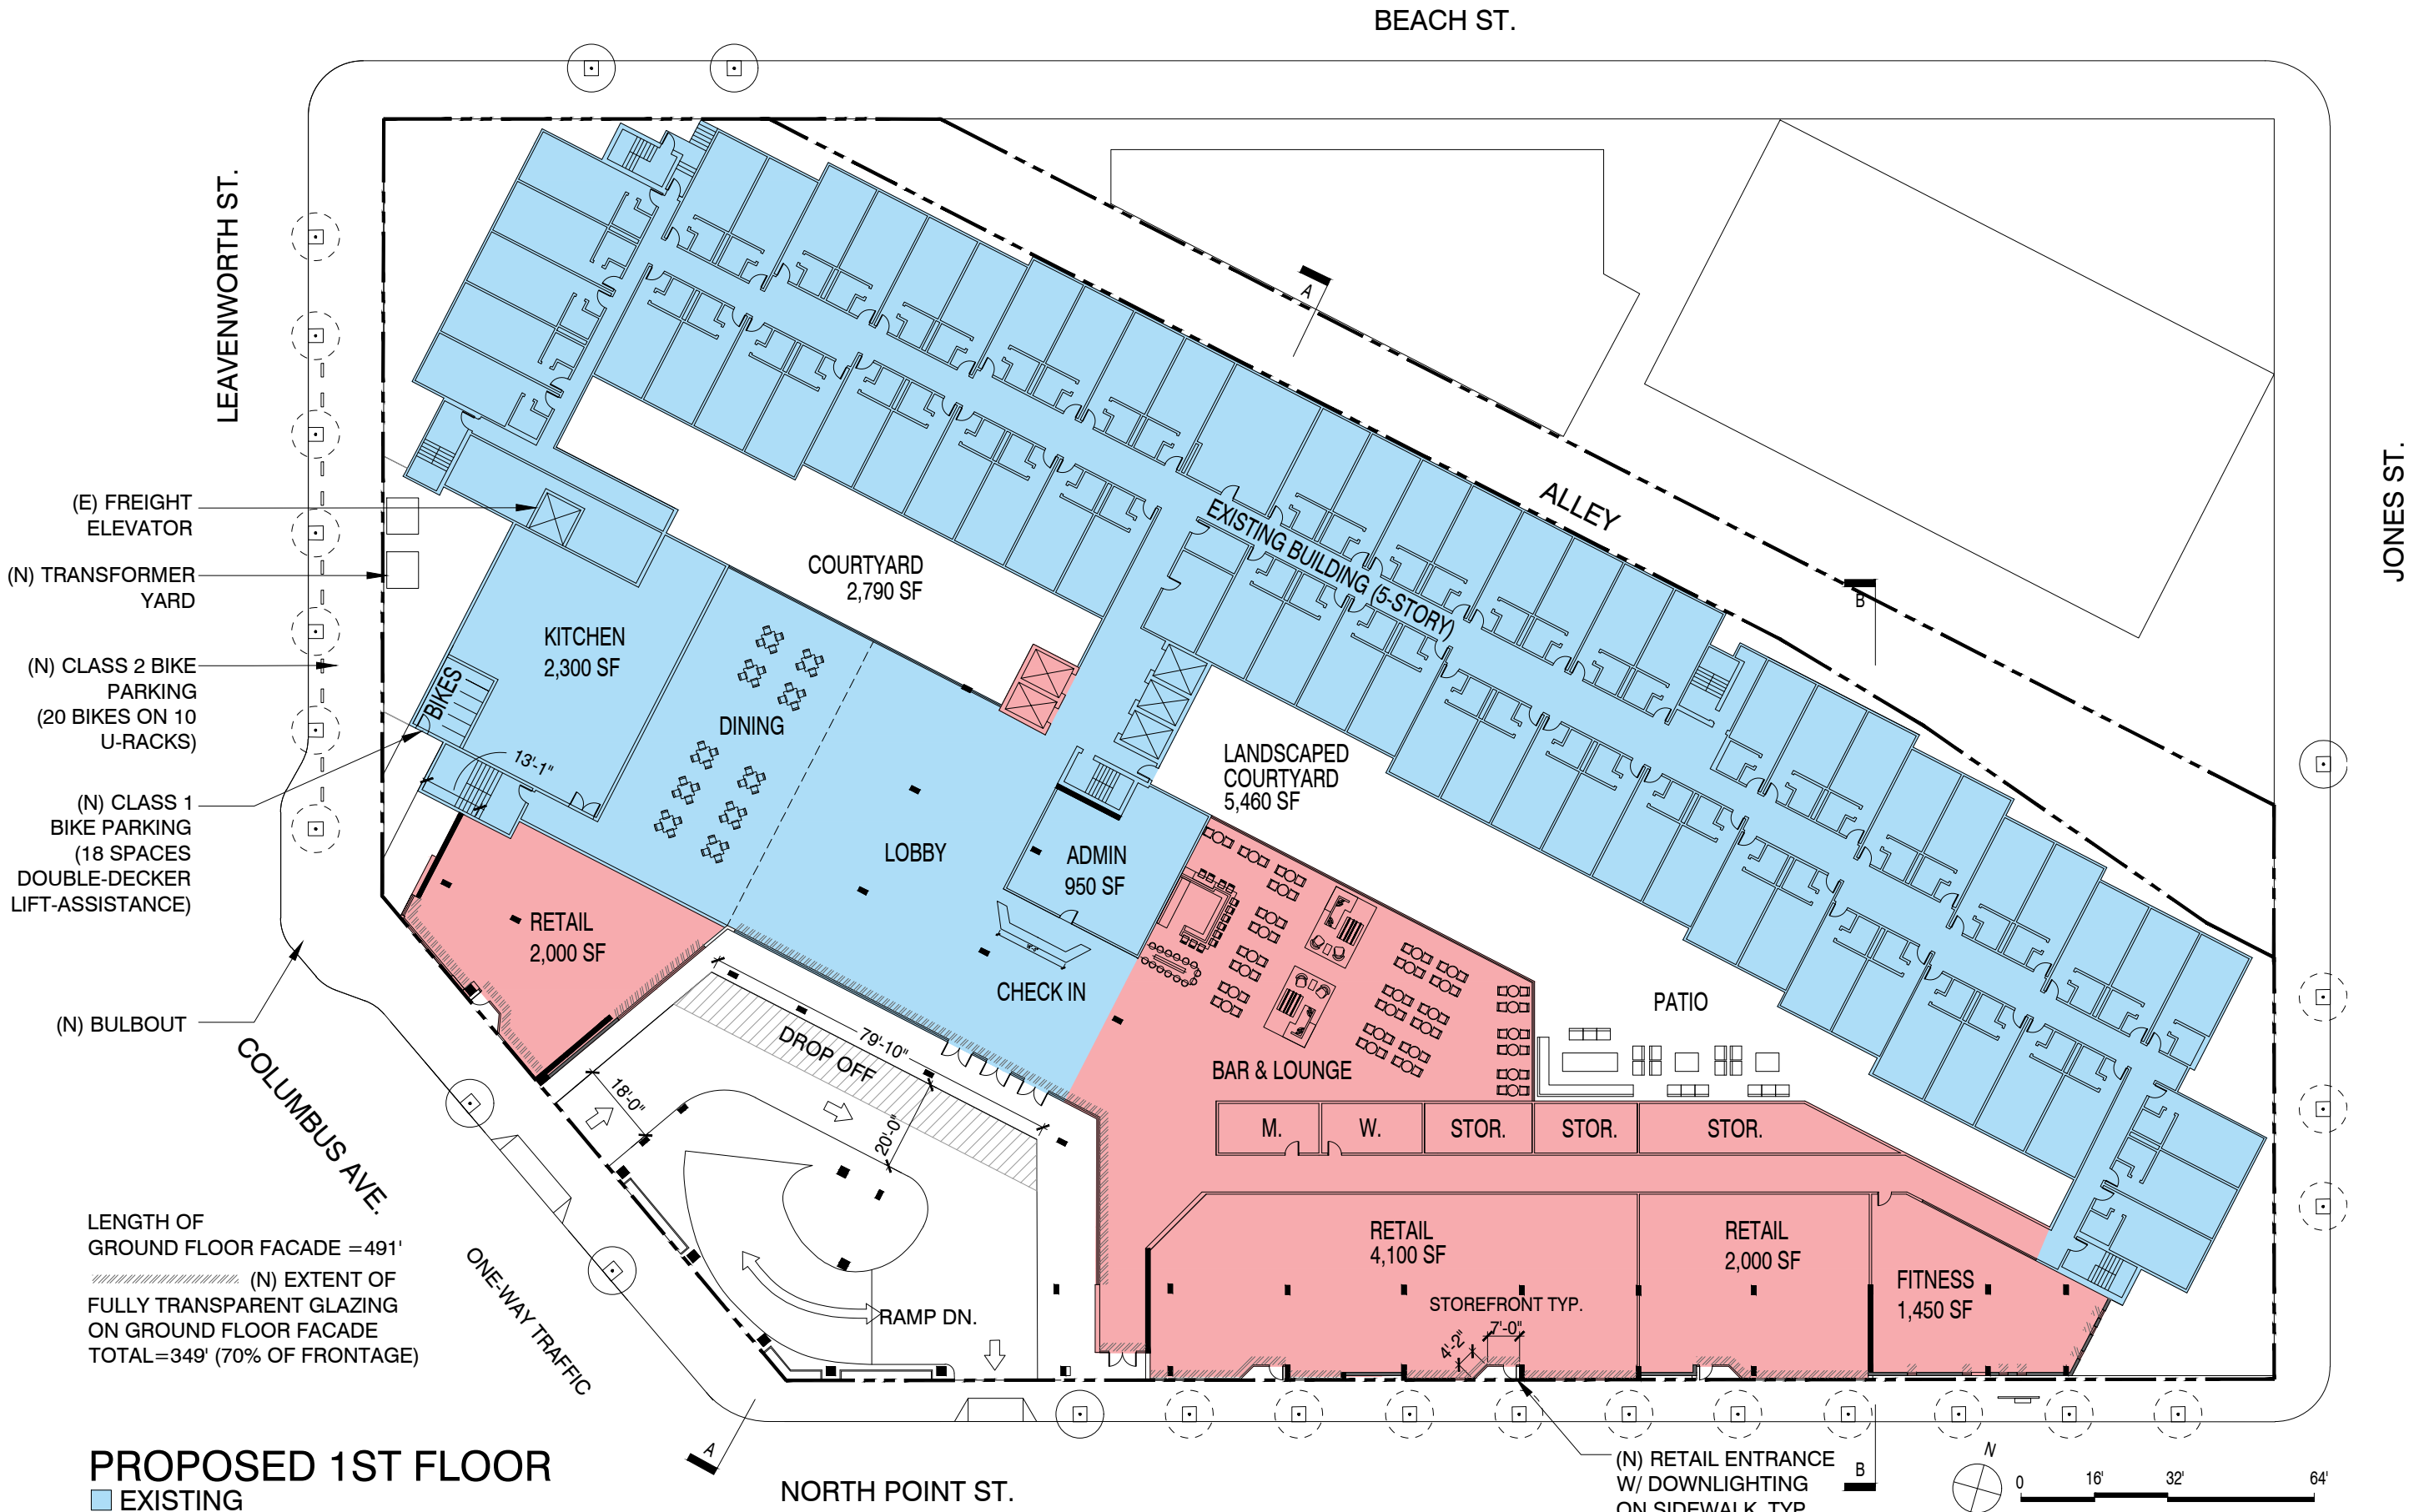 BEACH ST.
LEAVENWORTH ST.
JONES ST.
A
ALLEY
EXISTING BUILDING (5-STORY)
B
(E) FREIGHT
ELEVATOR
(N) TRANSFORMER
YARD
(N) CLASS 2 BIKE
PARKING
(20 BIKES ON 10
U-RACKS)
(N) CLASS 1
BIKE PARKING
(18 SPACES
DOUBLE-DECKER
LIFT-ASSISTANCE)
(N) BULBOUT
COURTYARD
2,790 SF
KITCHEN
2,300 SF
BIKES
13'-1"
DINING
LOBBY
LANDSCAPED
COURTYARD
5,460 SF
ADMIN
950 SF
RETAIL
2,000 SF
CHECK IN
PATIO
BAR & LOUNGE
DROP OFF
79'-10"
18'-0"
20'-0"
M.
W.
STOR.
STOR.
STOR.
COLUMBUS AVE.
ONE-WAY TRAFFIC
RAMP DN.
RETAIL
4,100 SF
RETAIL
2,000 SF
FITNESS
1,450 SF
STOREFRONT TYP.
7'-0"
4'-2"
LENGTH OF
GROUND FLOOR FACADE =491'
(N) EXTENT OF
FULLY TRANSPARENT GLAZING
ON GROUND FLOOR FACADE
TOTAL=349' (70% OF FRONTAGE)
A
PROPOSED 1ST FLOOR
EXISTING
NORTH POINT ST.
(N) RETAIL ENTRANCE
W/ DOWNLIGHTING
ON SIDEWALK, TYP.
B
N
0 16' 32' 64'